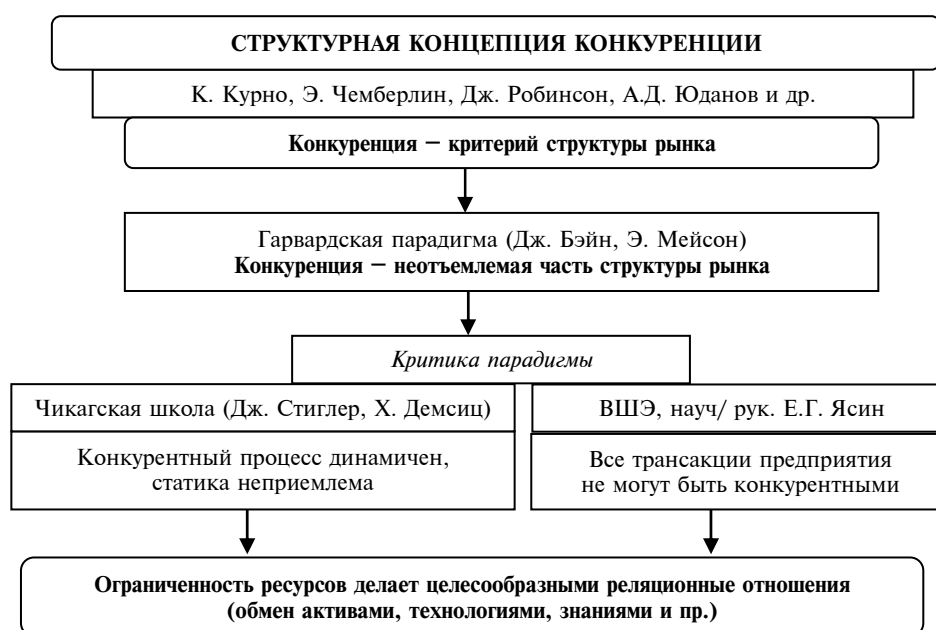 СТРУКТУРНАЯ КОНЦЕПЦИЯ КОНКУРЕНЦИИ
К. Курно, Э. Чемберлин, Дж. Робинсон, А.Д. Юданов и др.
Конкуренция – критерий структуры рынка
Гарвардская парадигма (Дж. Бэйн, Э. Мейсон)
Конкуренция – неотъемлемая часть структуры рынка
Критика парадигмы
Чикагская школа (Дж. Стиглер, Х. Демсиц)
ВШЭ, науч/ рук. Е.Г. Ясин
Конкурентный процесс динамичен,
статика неприемлема
Все трансакции предприятия
не могут быть конкурентными
Ограниченность ресурсов делает целесообразными реляционные отношения
(обмен активами, технологиями, знаниями и пр.)